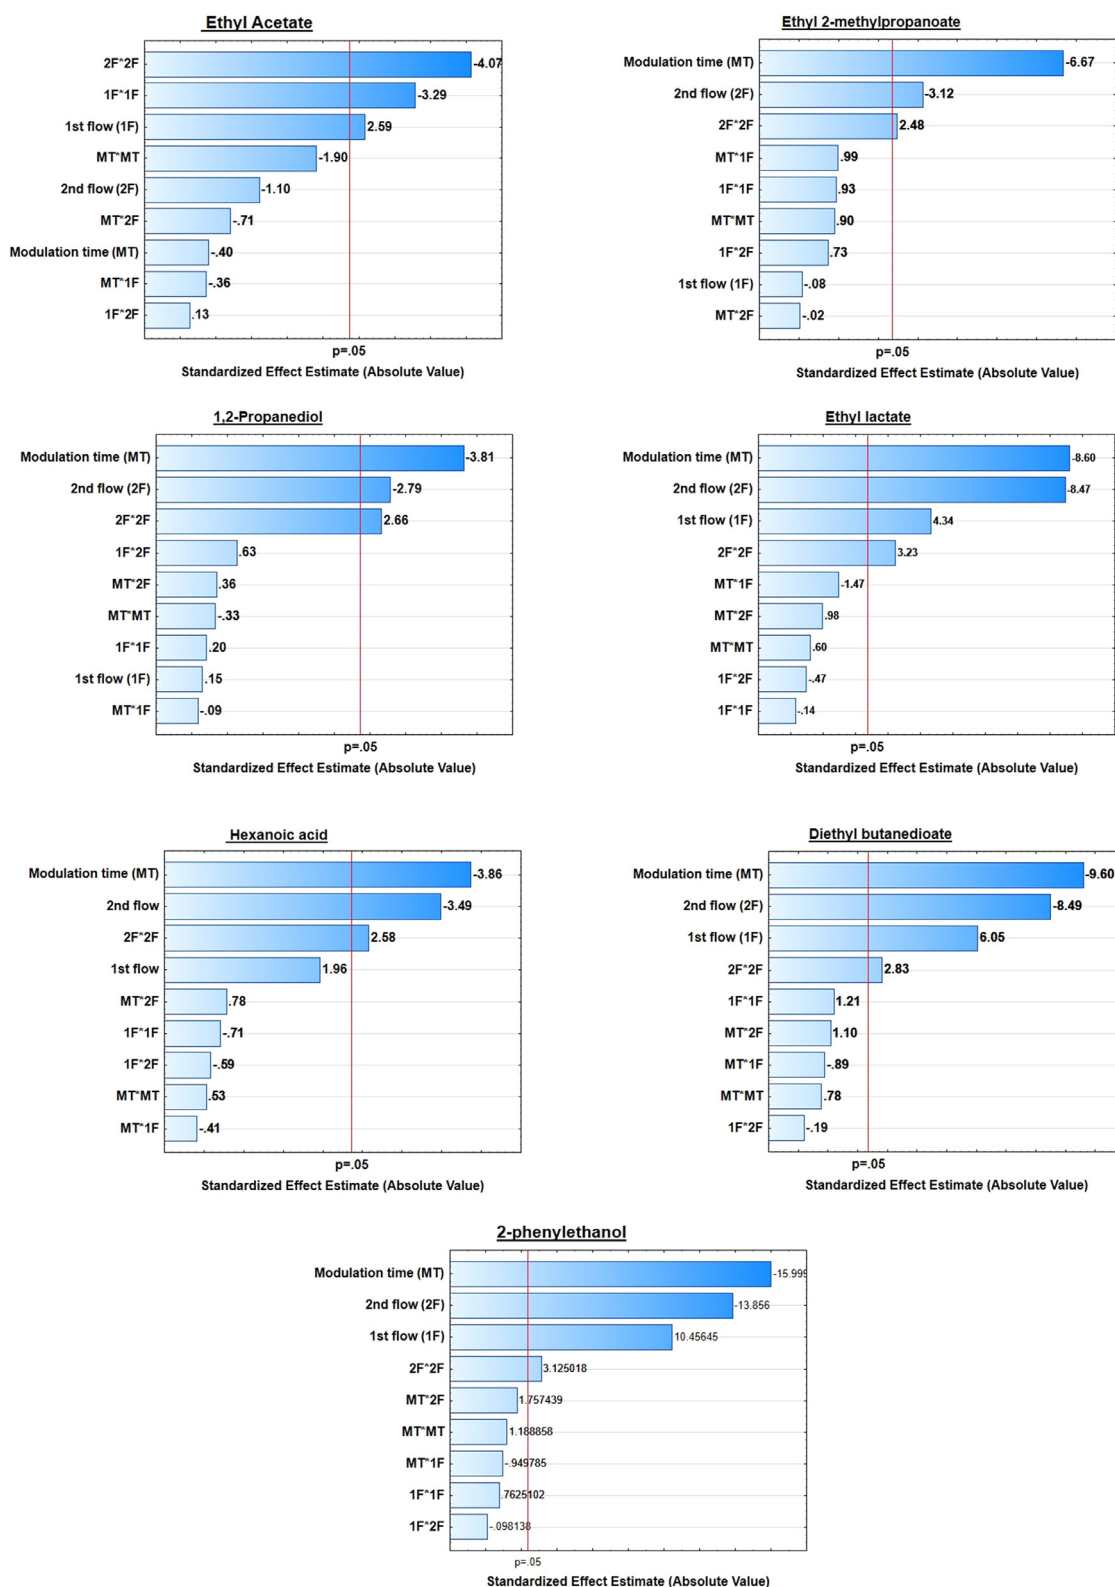 Ethyl Acetate
2F*2F -4.07
1F*1F -3.29
1st flow (1F) 2.59
MT*MT -1.90
2nd flow (2F) -1.10
MT*2F -.71
Modulation time (MT) -.40
MT*1F -.36
1F*2F .13
p=.05
Standardized Effect Estimate (Absolute Value)
Ethyl 2-methylpropanoate
Modulation time (MT) -6.67
2nd flow (2F) -3.12
2F*2F 2.48
MT*1F .99
1F*1F .93
MT*MT .90
1F*2F .73
1st flow (1F) -.08
MT*2F -.02
p=.05
Standardized Effect Estimate (Absolute Value)
1,2-Propanediol
Modulation time (MT) -3.81
2nd flow (2F) -2.79
2F*2F 2.66
1F*2F .63
MT*2F .36
MT*MT -.33
1F*1F .20
1st flow (1F) .15
MT*1F -.09
p=.05
Standardized Effect Estimate (Absolute Value)
Ethyl lactate
Modulation time (MT) -8.60
2nd flow (2F) -8.47
1st flow (1F) 4.34
2F*2F 3.23
MT*1F -1.47
MT*2F .98
MT*MT .60
1F*2F -.47
1F*1F -.14
p=.05
Standardized Effect Estimate (Absolute Value)
Hexanoic acid
Modulation time (MT) -3.86
2nd flow -3.49
2F*2F 2.58
1st flow 1.96
MT*2F .78
1F*1F -.71
1F*2F -.59
MT*MT .53
MT*1F -.41
p=.05
Standardized Effect Estimate (Absolute Value)
Diethyl butanedioate
Modulation time (MT) -9.60
2nd flow (2F) -8.49
1st flow (1F) 6.05
2F*2F 2.83
1F*1F 1.21
MT*2F 1.10
MT*1F -.89
MT*MT .78
1F*2F -.19
p=.05
Standardized Effect Estimate (Absolute Value)
2-phenylethanol
Modulation time (MT) -15.999
2nd flow (2F) -13.856
1st flow (1F) 10.45645
2F*2F 3.125018
MT*2F 1.757439
MT*MT 1.188858
MT*1F -.949785
1F*1F .7625102
1F*2F -.098138
p=.05
Standardized Effect Estimate (Absolute Value)